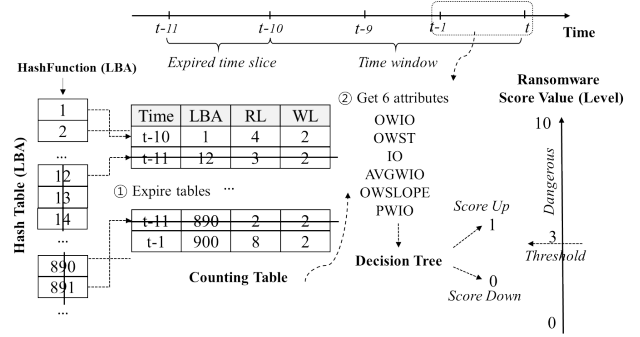 t-11 t-10 t-9 t-1 t
Time
Expired time slice
Time window
HashFunction (LBA)
Hash Table (LBA)
1
2
...
12
13
14
...
890
891
...
Time LBA RL WL
t-10 1 4 2
t-11 12 3 2
① Expire tables ...
t-11 890 2 2
t-1 900 8 2
Counting Table
② Get 6 attributes
OWIO
OWST
IO
AVGWIO
OWSLOPE
PWIO
Decision Tree
Score Up
1
0
Score Down
Ransomware
Score Value (Level)
10
Dangerous
3
Threshold
0